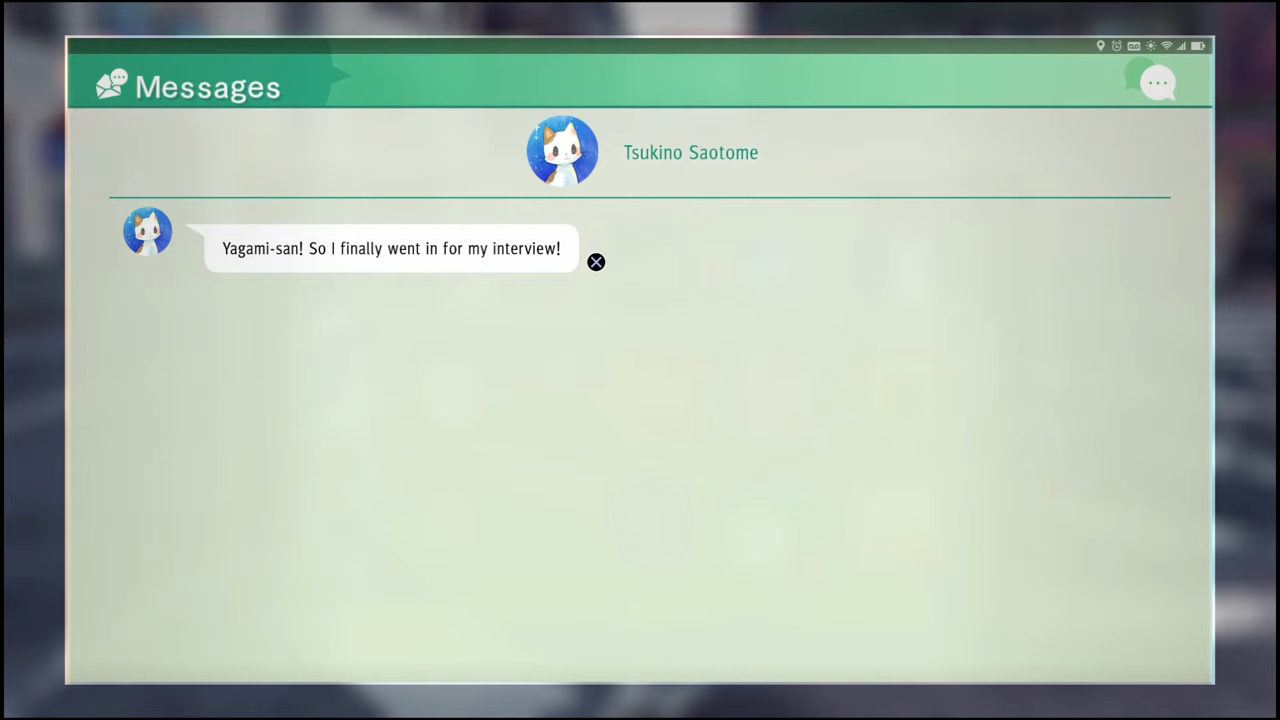 Messages
Tsukino Saotome
Yagami-san! So I finally went in for my interview!